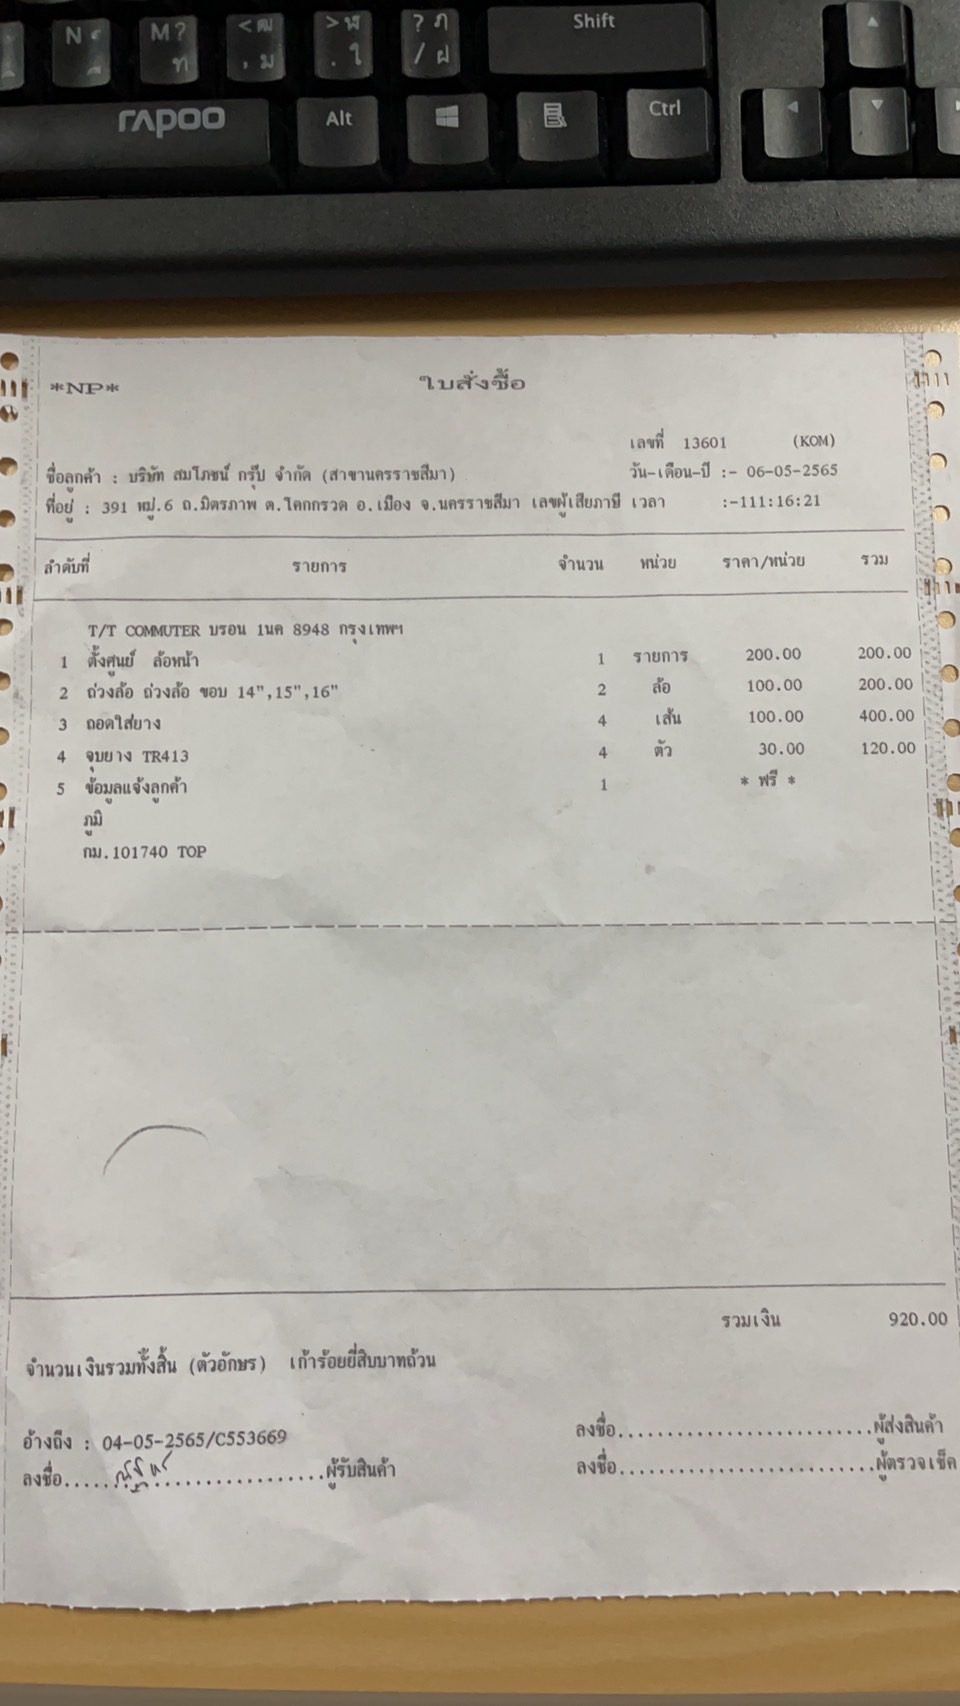 N
M ?
ท
< ฒ
, ม
> ฬ
. ใ
? ฦ
/ ฝ
Shift
rapoo
Alt
Ctrl
*NP*
ใบสั่งซื้อ
เลขที่ 13601 (KOM)
ชื่อลูกค้า : บริษัท สมโภชน์ กรุ๊ป จำกัด (สาขานครราชสีมา) วัน-เดือน-ปี :- 06-05-2565
ที่อยู่ : 391 หมู่.6 ถ.มิตรภาพ ต.โคกกรวด อ.เมือง จ.นครราชสีมา เลขผู้เสียภาษี เวลา :-111:16:21
ลำดับที่ รายการ จำนวน หน่วย ราคา/หน่วย รวม
T/T COMMUTER บรอน 1นค 8948 กรุงเทพฯ
1 ตั้งศูนย์ ล้อหน้า 1 รายการ 200.00 200.00
2 ถ่วงล้อ ถ่วงล้อ ขอบ 14",15",16" 2 ล้อ 100.00 200.00
3 ถอดใส่ยาง 4 เส้น 100.00 400.00
4 จุบยาง TR413 4 ตัว 30.00 120.00
5 ข้อมูลแจ้งลูกค้า 1 * ฟรี *
ภูมิ
กม.101740 TOP
รวมเงิน 920.00
จำนวนเงินรวมทั้งสิ้น (ตัวอักษร) เก้าร้อยยี่สิบบาทถ้วน
อ้างถึง : 04-05-2565/C553669
ลงชื่อ..............................ผู้ส่งสินค้า
ลงชื่อ..............................ผู้รับสินค้า
ลงชื่อ..............................ผู้ตรวจเช็ค